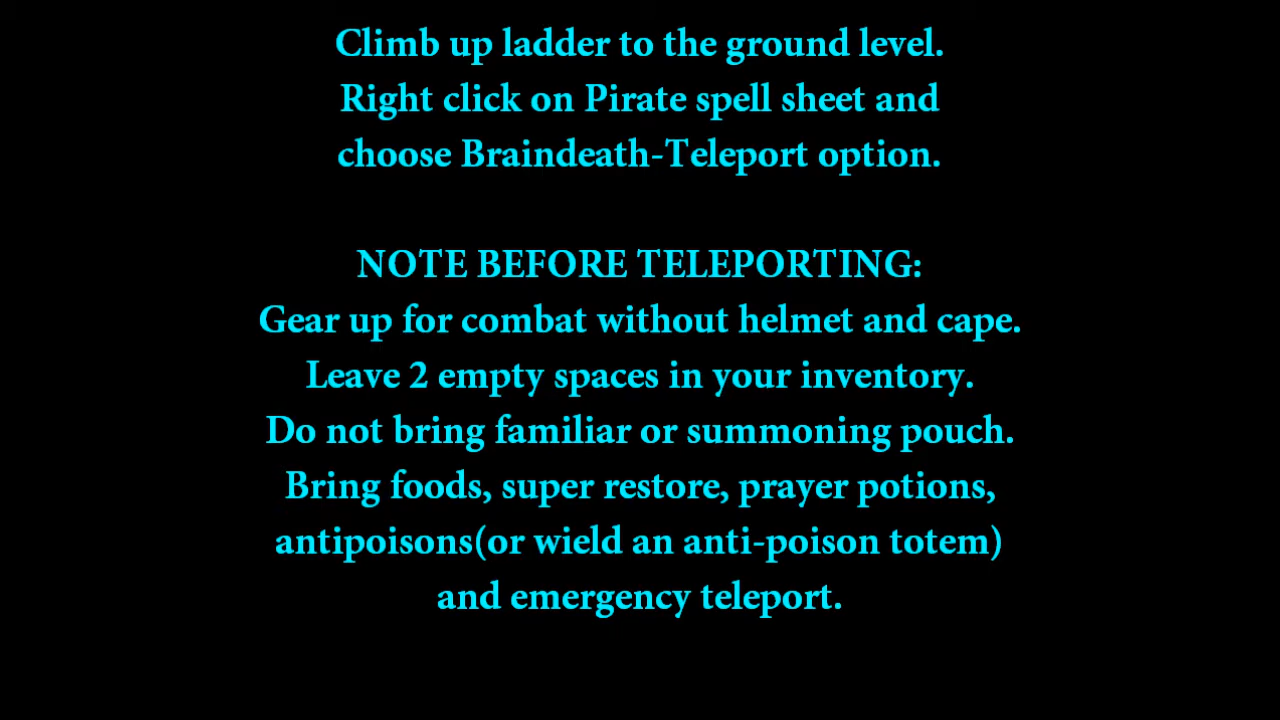 Climb up ladder to the ground level.
Right click on Pirate spell sheet and
choose Braindeath-Teleport option.
NOTE BEFORE TELEPORTING:
Gear up for combat without helmet and cape.
Leave 2 empty spaces in your inventory.
Do not bring familiar or summoning pouch.
Bring foods, super restore, prayer potions,
antipoisons(or wield an anti-poison totem)
and emergency teleport.